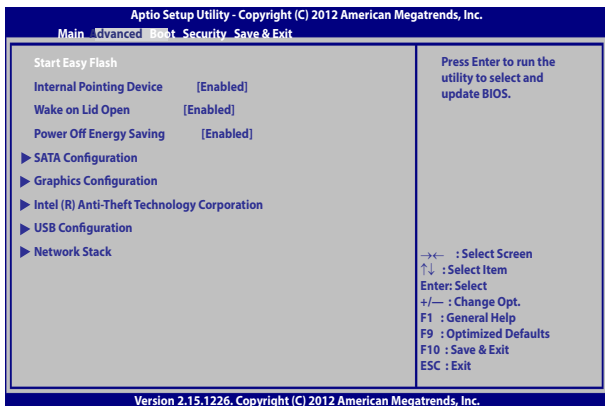 Aptio Setup Utility - Copyright (C) 2012 American Megatrends, Inc.
Main Advanced Boot Security Save & Exit
Start Easy Flash
Internal Pointing Device [Enabled]
Wake on Lid Open [Enabled]
Power Off Energy Saving [Enabled]
▶ SATA Configuration
▶ Graphics Configuration
▶ Intel (R) Anti-Theft Technology Corporation
▶ USB Configuration
▶ Network Stack
Press Enter to run the
utility to select and
update BIOS.
→← : Select Screen
↑↓ : Select Item
Enter: Select
+/— : Change Opt.
F1 : General Help
F9 : Optimized Defaults
F10 : Save & Exit
ESC : Exit
Version 2.15.1226. Copyright (C) 2012 American Megatrends, Inc.